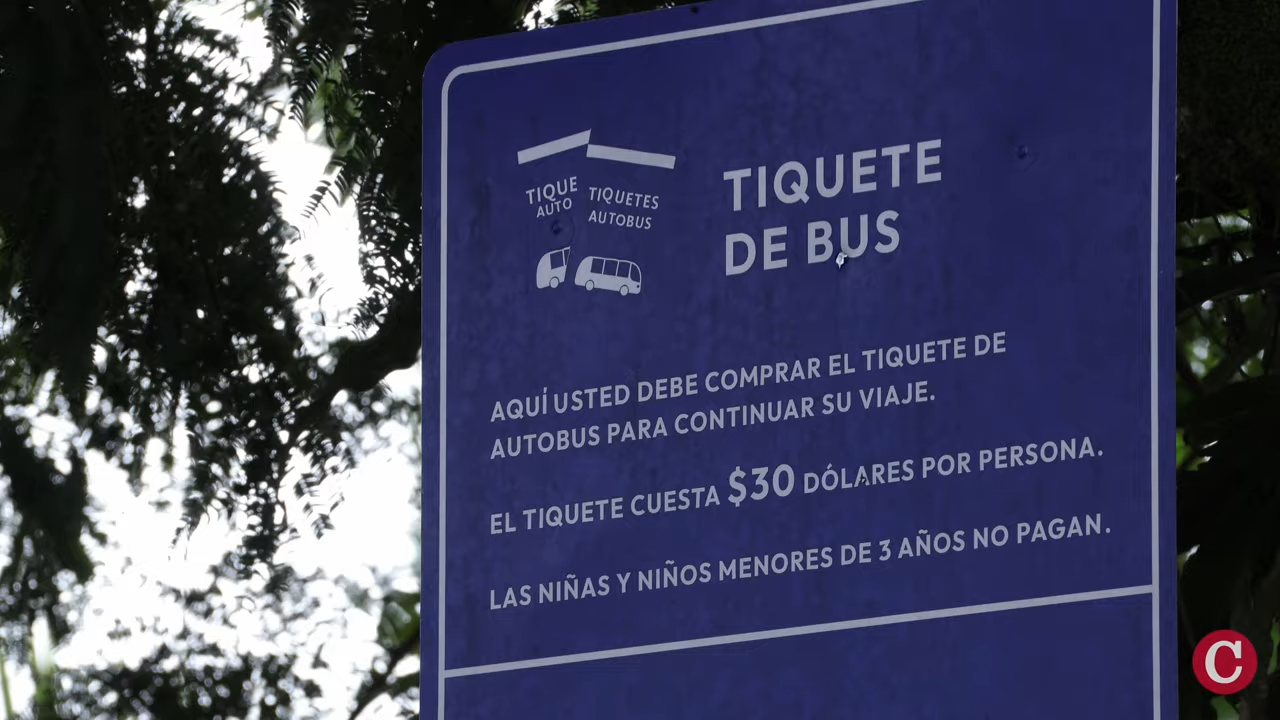 TIQUE
AUTO
TIQUETES
AUTOBUS
TIQUETE
DE BUS
AQUÍ USTED DEBE COMPRAR EL TIQUETE DE
AUTOBUS PARA CONTINUAR SU VIAJE.
EL TIQUETE CUESTA $30 DÓLARES POR PERSONA.
LAS NIÑAS Y NIÑOS MENORES DE 3 AÑOS NO PAGAN.
C